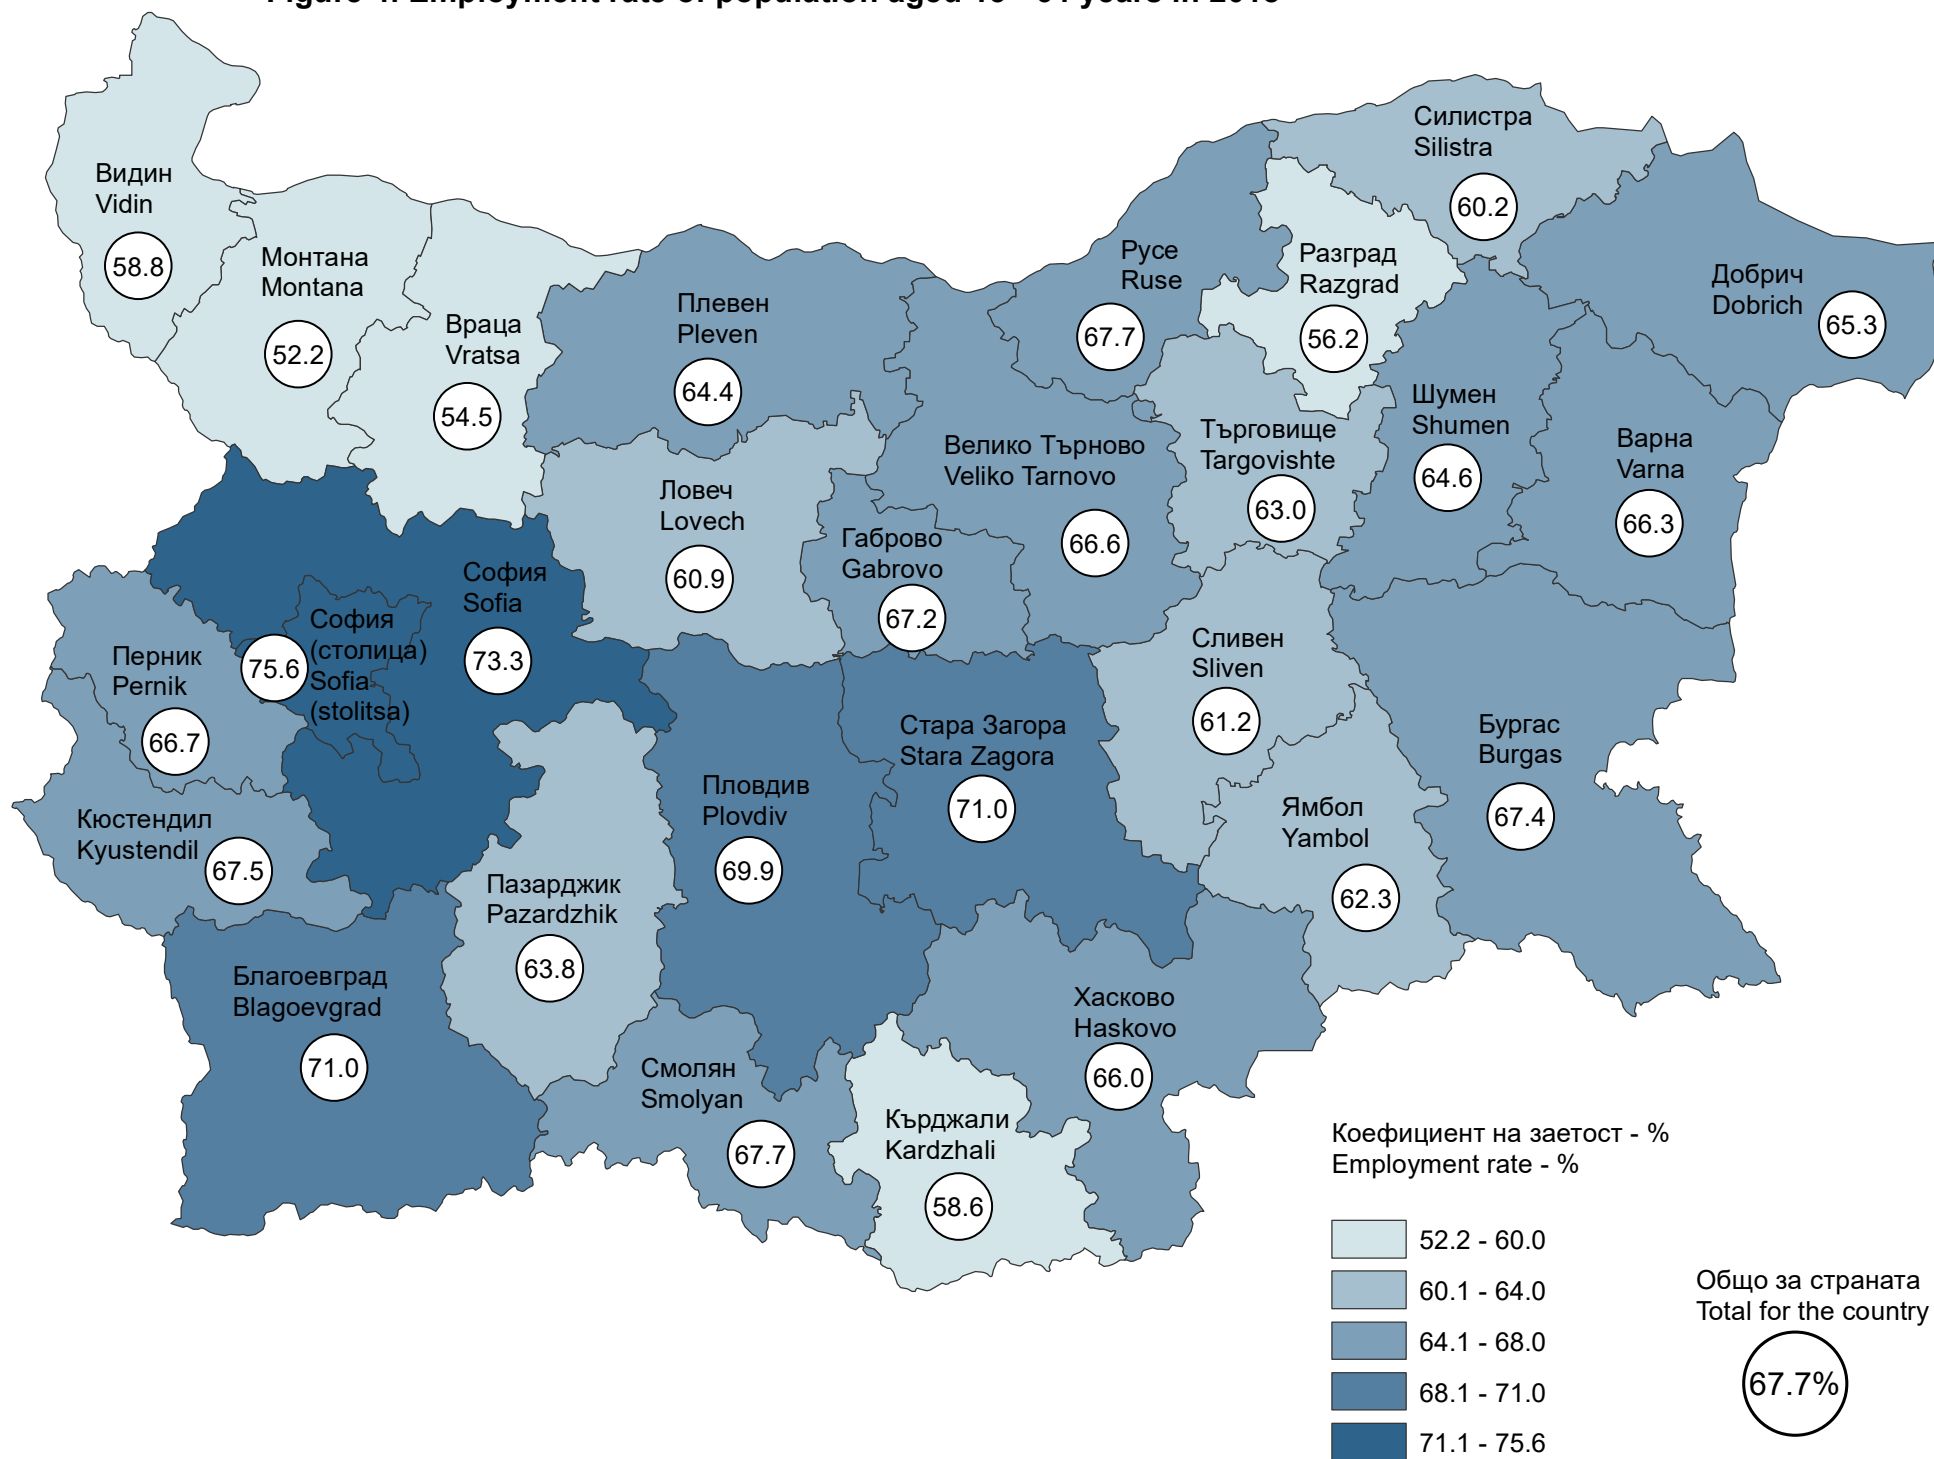 Employment rate of population aged
years in
Видин
Vidin
58.8
Монтана
Montana
52.2
Враца
Vratsa
54.5
Плевен
Pleven
64.4
Ловеч
Lovech
60.9
Велико Търново
Veliko Tarnovo
66.6
Габрово
Gabrovo
67.2
Русе
Ruse
67.7
Разград
Razgrad
56.2
Силистра
Silistra
60.2
Добрич
Dobrich
65.3
Търговище
Targovishte
63.0
Шумен
Shumen
64.6
Варна
Varna
66.3
София
Sofia
73.3
София
(столица)
Sofia
(stolitsa)
75.6
Перник
Pernik
66.7
Кюстендил
Kyustendil
67.5
Благоевград
Blagoevgrad
71.0
Пазарджик
Pazardzhik
63.8
Пловдив
Plovdiv
69.9
Стара Загора
Stara Zagora
71.0
Сливен
Sliven
61.2
Ямбол
Yambol
62.3
Бургас
Burgas
67.4
Смолян
Smolyan
67.7
Кърджали
Kardzhali
58.6
Хасково
Haskovo
66.0
Коефициент на заетост - %
Employment rate - %
52.2 - 60.0
60.1 - 64.0
64.1 - 68.0
68.1 - 71.0
71.1 - 75.6
Общо за страната
Total for the country
67.7%